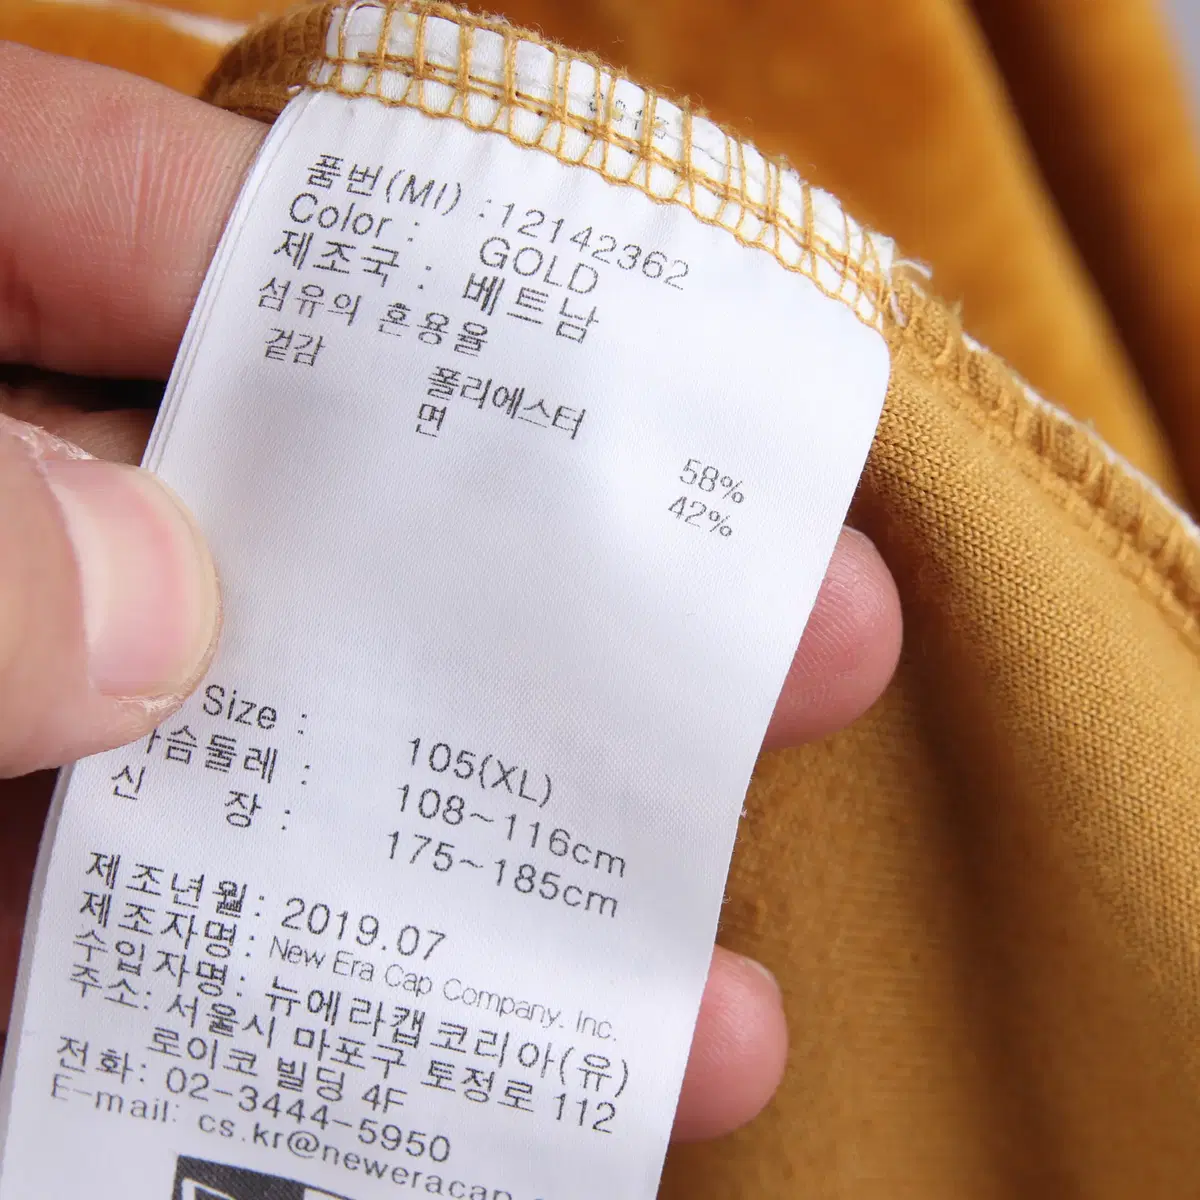 품번(MI) :12142362
Color : GOLD
제조국 : 베트남
섬유의 혼용율
겉감
폴리에스터 58%
면 42%
Size : 105(XL)
가슴둘레 : 108~116cm
신 장 : 175~185cm
제조년월: 2019.07
제조자명: New Era Cap Company. Inc.
수입자명: 뉴에라캡코리아(유)
주소: 서울시 마포구 토정로 112
로이코 빌딩 4F
전화: 02-3444-5950
E-mail: cs.kr@neweracap